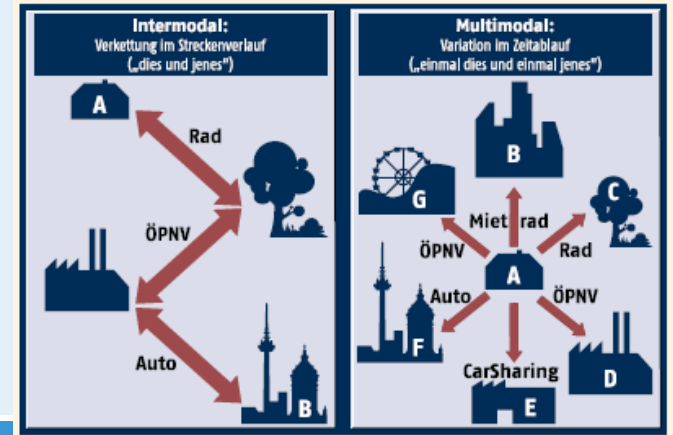 Intermodal:
Verkettung im Streckenverlauf
(„dies und jenes“)
A
Rad
ÖPNV
Auto
B
Multimodal:
Variation im Zeitablauf
(„einmal dies und einmal jenes“)
B
G
C
Mietrad
ÖPNV
Rad
A
Auto
ÖPNV
F
CarSharing
D
E